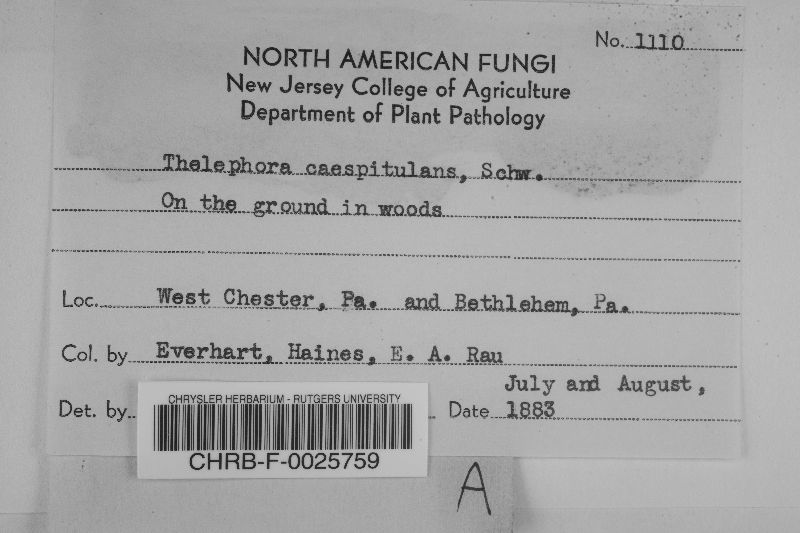 No. 1110
NORTH AMERICAN FUNGI
New Jersey College of Agriculture
Department of Plant Pathology
Thelephora caespitulans, Schw.
On the ground in woods
Loc. West Chester, Pa. and Bethlehem, Pa.
Col. by Everhart, Haines, E. A. Rau
Det. by
Date July and August, 1883
CHRYSLER HERBARIUM - RUTGERS UNIVERSITY
CHRB-F-0025759
A